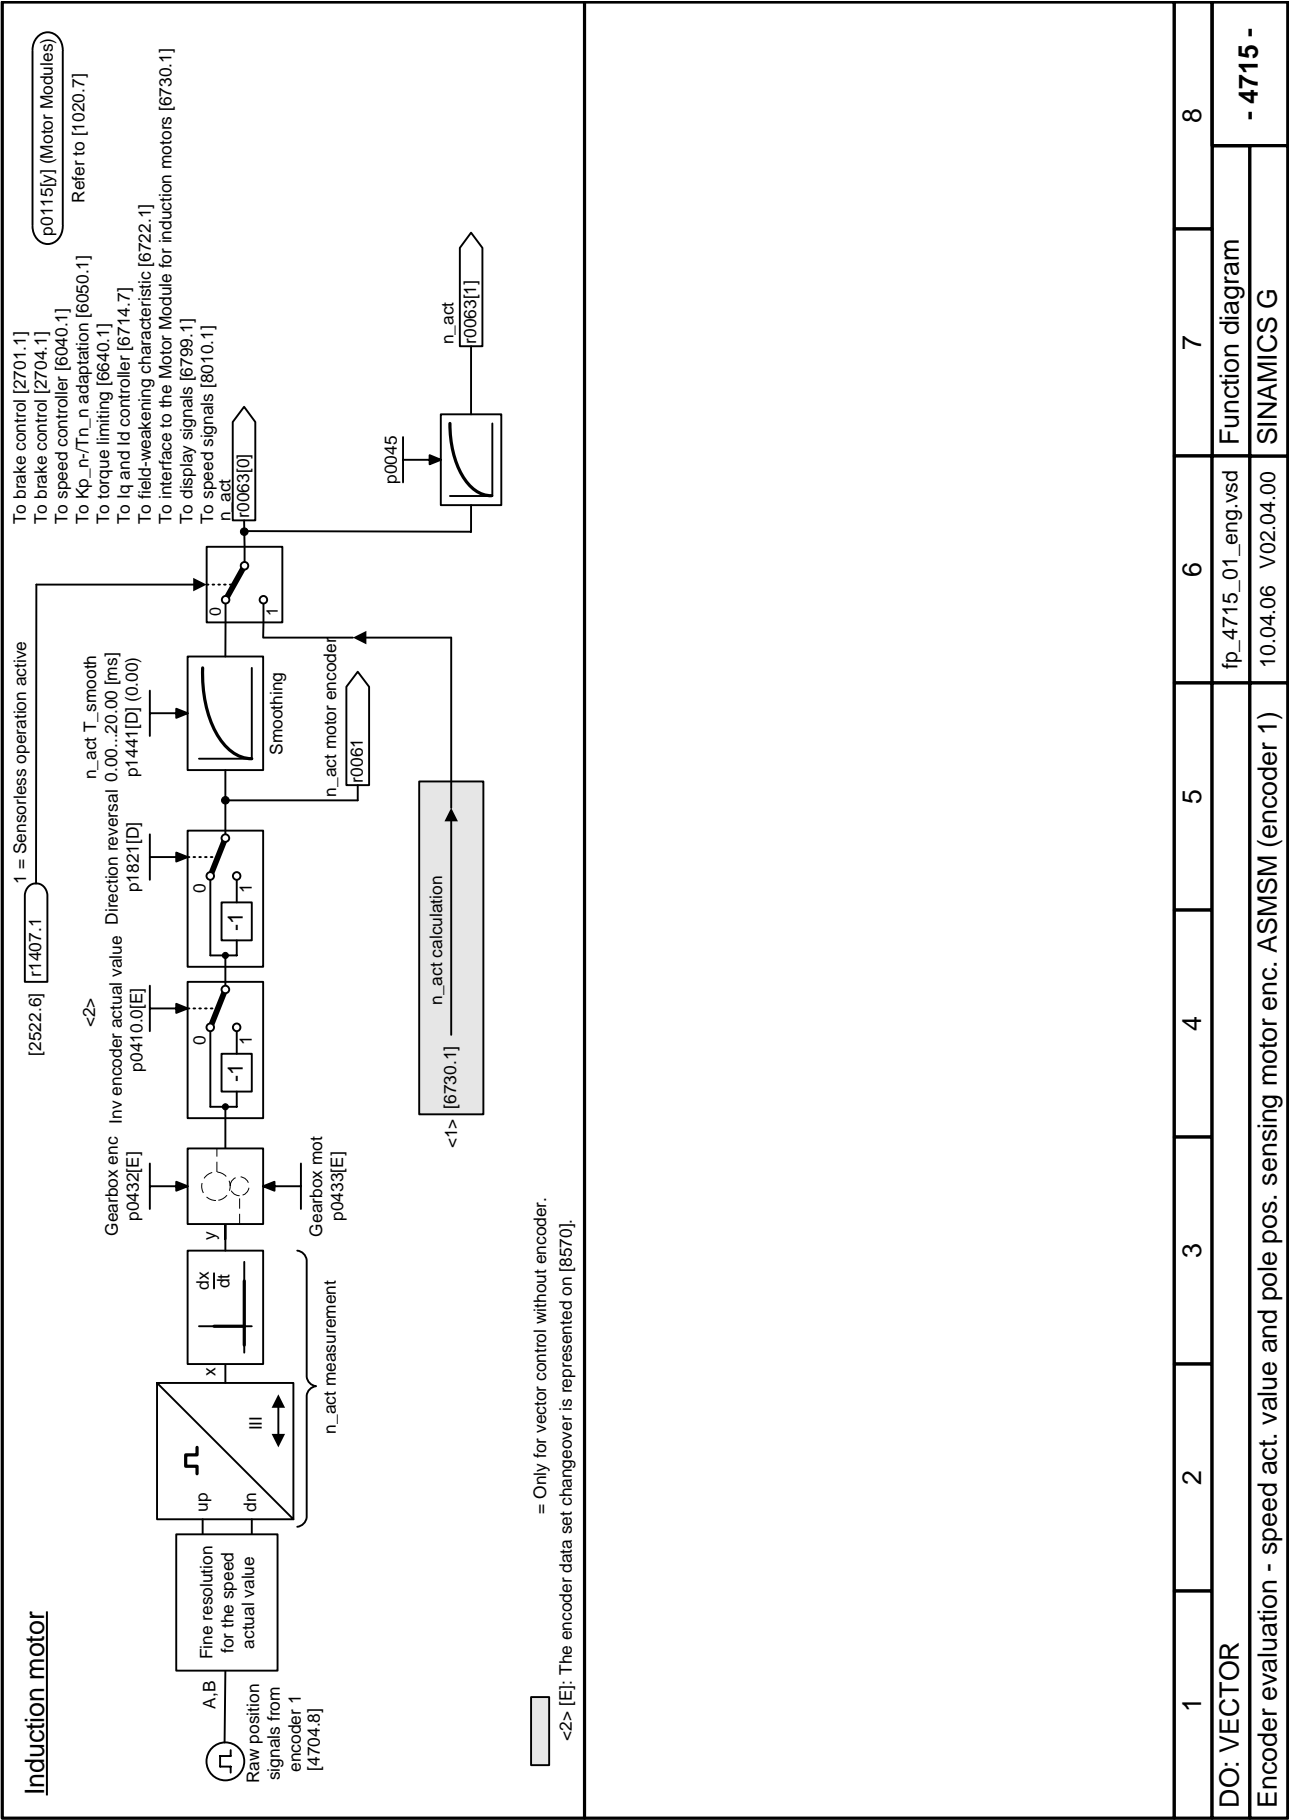 Induction motor
[2522.6]
r1407.1
1 = Sensorless operation active
p0115[y] (Motor Modules)
Refer to [1020.7]
To brake control [2701.1]
To brake control [2704.1]
To speed controller [6040.1]
To Kp_n-/Tn_n adaptation [6050.1]
To torque limiting [6640.1]
To Iq and Id controller [6714.7]
To field-weakening characteristic [6722.1]
To interface to the Motor Module for induction motors [6730.1]
To display signals [6799.1]
To speed signals [8010.1]
n_act
r0063[0]
<2>
Gearbox enc
p0432[E]
Inv encoder actual value
p0410.0[E]
Direction reversal
p1821[D]
n_act T_smooth
0.00...20.00 [ms]
p1441[D] (0.00)
Raw position
signals from
encoder 1
[4704.8]
A,B
Fine resolution
for the speed
actual value
up
dn
x
dx
dt
y
Gearbox mot
p0433[E]
n_act measurement
0
1
-1
0
1
-1
Smoothing
n_act motor encoder
r0061
0
1
p0045
n_act
r0063[1]
<1>
[6730.1]
n_act calculation
= Only for vector control without encoder.
<2> [E]: The encoder data set changeover is represented on [8570].
1
2
3
4
5
6
7
8
DO: VECTOR
fp_4715_01_eng.vsd
Function diagram
- 4715 -
Encoder evaluation - speed act. value and pole pos. sensing motor enc. ASMSM (encoder 1)
10.04.06 V02.04.00
SINAMICS G